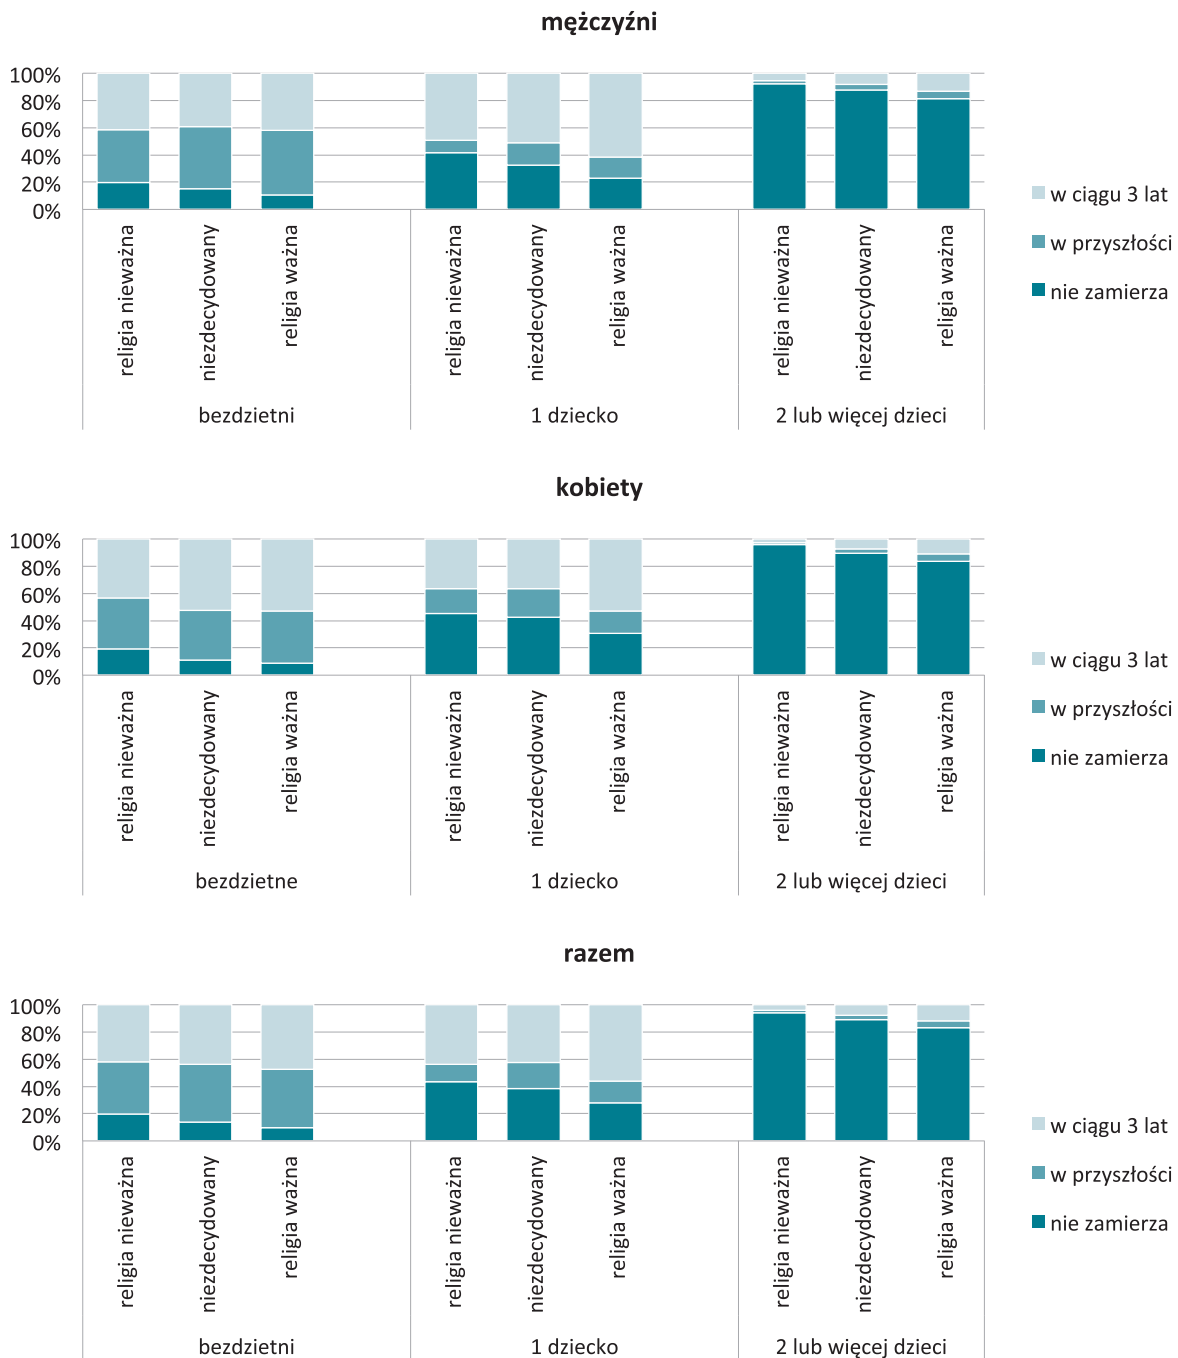 mężczyźni
100%
80%
60%
40%
20%
0%
religia nieważna
niezdecydowany
religia ważna
religia nieważna
niezdecydowany
religia ważna
religia nieważna
niezdecydowany
religia ważna
bezdzietni
1 dziecko
2 lub więcej dzieci
w ciągu 3 lat
w przyszłości
nie zamierza
kobiety
100%
80%
60%
40%
20%
0%
religia nieważna
niezdecydowany
religia ważna
religia nieważna
niezdecydowany
religia ważna
religia nieważna
niezdecydowany
religia ważna
bezdzietne
1 dziecko
2 lub więcej dzieci
w ciągu 3 lat
w przyszłości
nie zamierza
razem
100%
80%
60%
40%
20%
0%
religia nieważna
niezdecydowany
religia ważna
religia nieważna
niezdecydowany
religia ważna
religia nieważna
niezdecydowany
religia ważna
bezdzietni
1 dziecko
2 lub więcej dzieci
w ciągu 3 lat
w przyszłości
nie zamierza